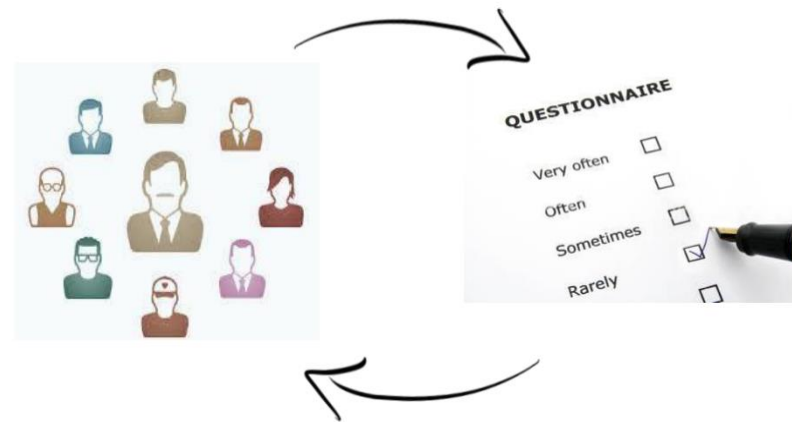 QUESTIONNAIRE
Very often
Often
Sometimes
Rarely